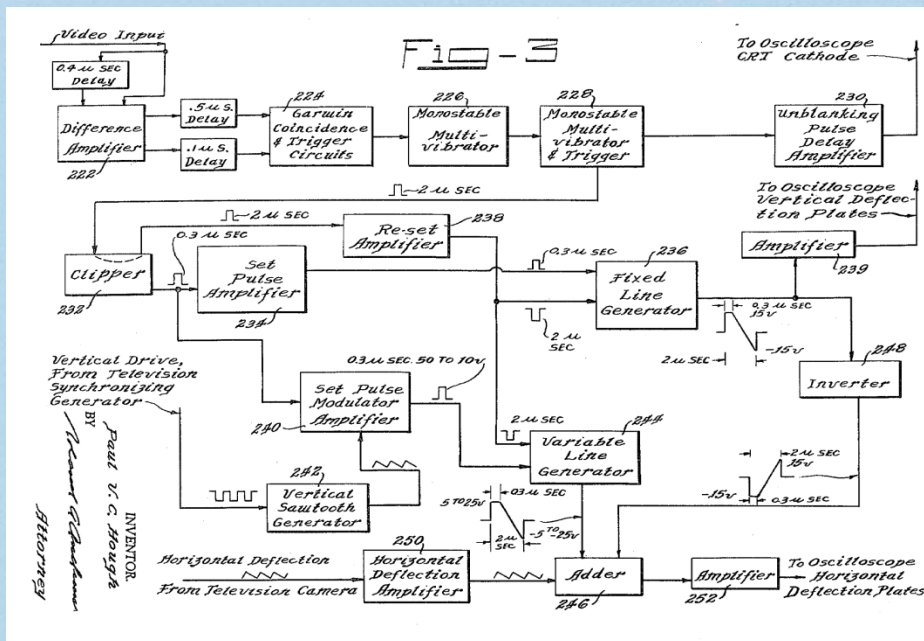 Fig-3
Video Input
0.4 μ SEC
Delay
Difference
Amplifier
222
.5 μ S.
Delay
.1 μ S.
Delay
224
Garwin
Coincidence
& Trigger
Circuits
226
Monostable
Multi-
vibrator
228
Monostable
Multi-
vibrator
& Trigger
230
Unblanking
Pulse
Delay
Amplifier
To Oscilloscope
CRT Cathode
2 μ SEC
2 μ SEC
0.3 μ SEC
Clipper
232
Set
Pulse
Amplifier
234
238
Re-set
Amplifier
0.3 μ SEC
2 μ
SEC
236
Fixed
Line
Generator
To Oscilloscope
Vertical Deflec-
tion Plates
Amplifier
239
0.3 μ SEC
15v
-15v
2 μ SEC
248
Inverter
Vertical Drive,
From Television
Synchronizing
Generator
0.3 μ SEC. 50 TO 10v
Set Pulse
Modulator
Amplifier
240
2 μ SEC
244
Variable
Line
Generator
242
Vertical
Sawtooth
Generator
5 TO 25v
03 μ SEC
-5 TO -25v
2 μ
SEC
2 μ SEC
15v
-15v
0.3 μ SEC
Horizontal Deflection
From Television Camera
250
Horizontal
Deflection
Amplifier
Adder
246
Amplifier
252
To Oscilloscope
Horizontal
Deflection Plates
INVENTOR
Paul V. C. Hough
BY
Attorney